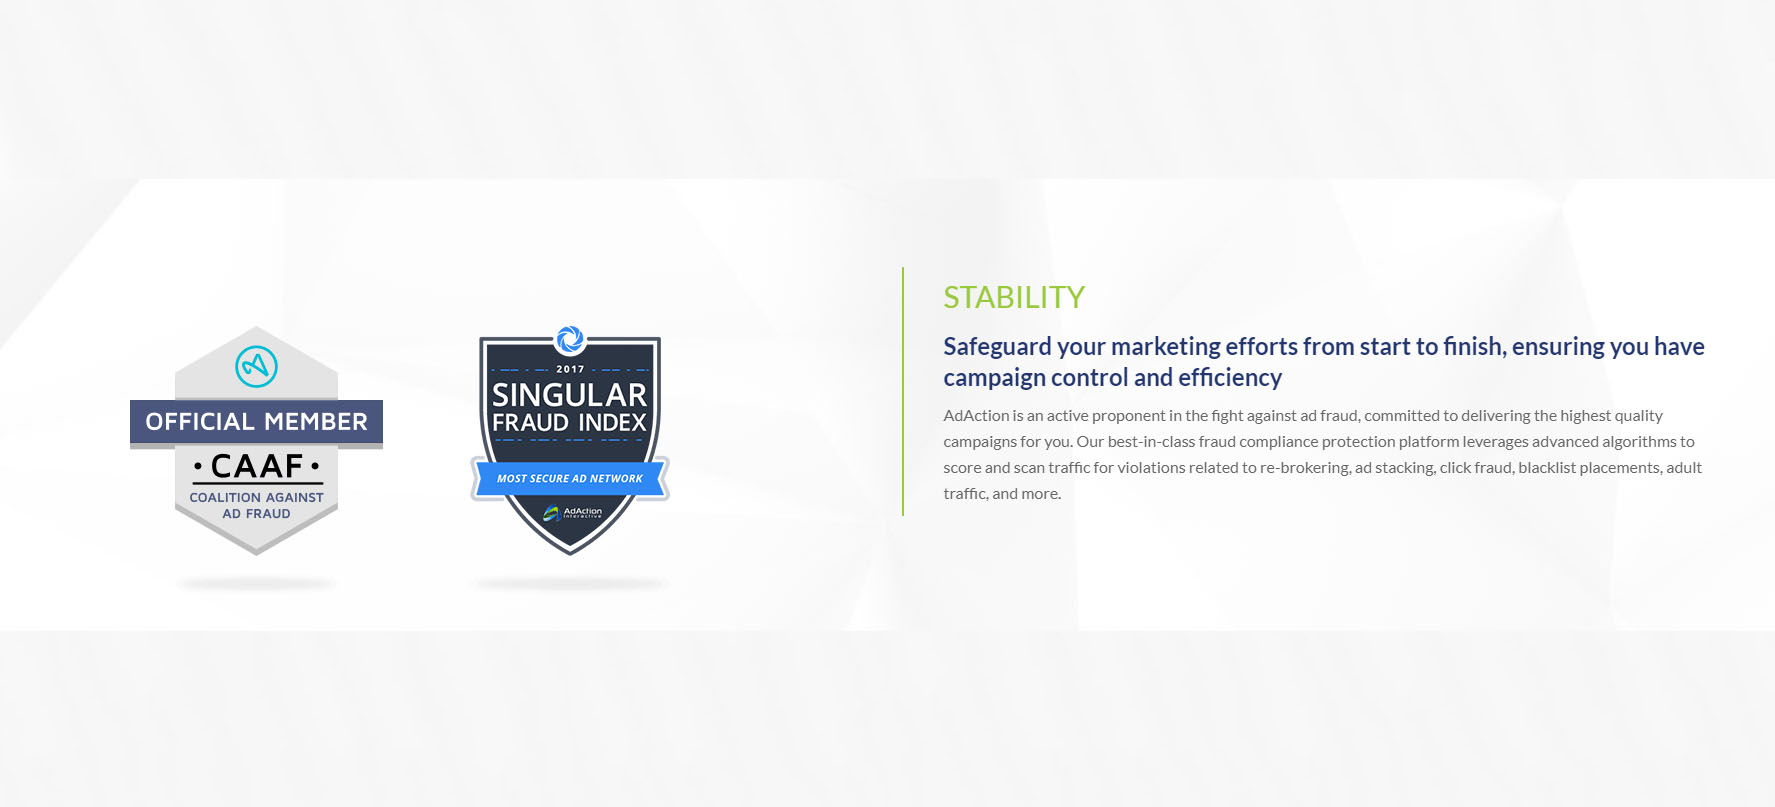 OFFICIAL MEMBER
• CAAF •
COALITION AGAINST
AD FRAUD
2017
SINGULAR
FRAUD INDEX
MOST SECURE AD NETWORK
AdAction
Interactive
STABILITY
Safeguard your marketing efforts from start to finish, ensuring you have
campaign control and efficiency
AdAction is an active proponent in the fight against ad fraud, committed to delivering the highest quality
campaigns for you. Our best-in-class fraud compliance protection platform leverages advanced algorithms to
score and scan traffic for violations related to re-brokering, ad stacking, click fraud, blacklist placements, adult
traffic, and more.